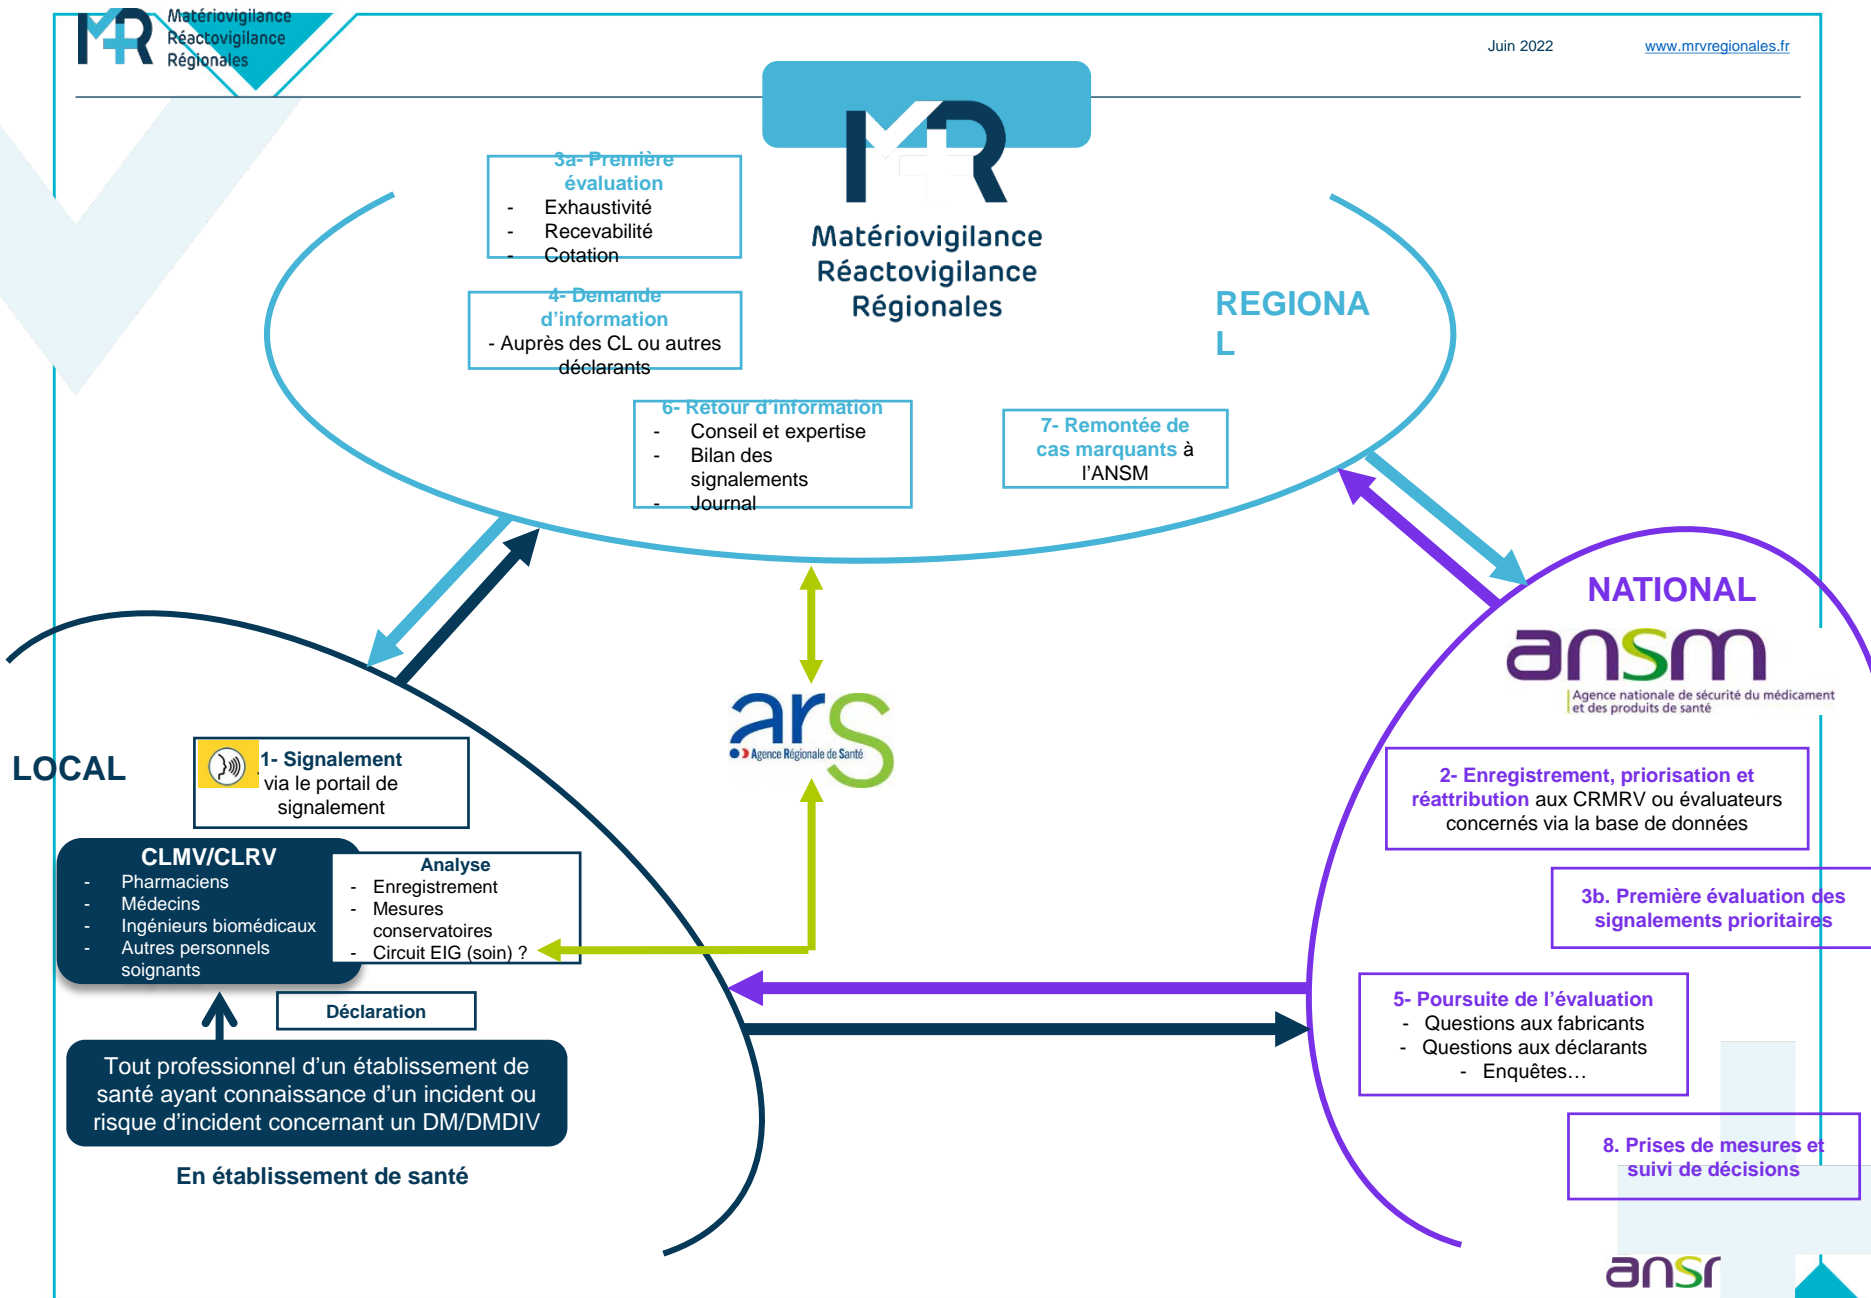 Matériovigilance
Réactovigilance
Régionales
Juin 2022
www.mrvregionales.fr
3a- Première
évaluation
- Exhaustivité
- Recevabilité
- Cotation
MR
Matériovigilance
Réactovigilance
Régionales
4- Demande
d’information
- Auprès des CL ou autres
déclarants
REGIONA
L
6- Retour d’information
- Conseil et expertise
- Bilan des
signalements
- Journal
7- Remontée de
cas marquants à
l’ANSM
NATIONAL
ansm
Agence nationale de sécurité du médicament
et des produits de santé
ars
Agence Régionale de Santé
LOCAL
1- Signalement
via le portail de
signalement
2- Enregistrement, priorisation et
réattribution aux CRMRV ou évaluateurs
concernés via la base de données
CLMV/CLRV
- Pharmaciens
- Médecins
- Ingénieurs biomédicaux
- Autres personnels
soignants
Analyse
- Enregistrement
- Mesures
conservatoires
- Circuit EIG (soin) ?
3b. Première évaluation des
signalements prioritaires
Déclaration
5- Poursuite de l’évaluation
- Questions aux fabricants
- Questions aux déclarants
- Enquêtes…
Tout professionnel d’un établissement de
santé ayant connaissance d’un incident ou
risque d’incident concernant un DM/DMDIV
En établissement de santé
8. Prises de mesures et
suivi de décisions